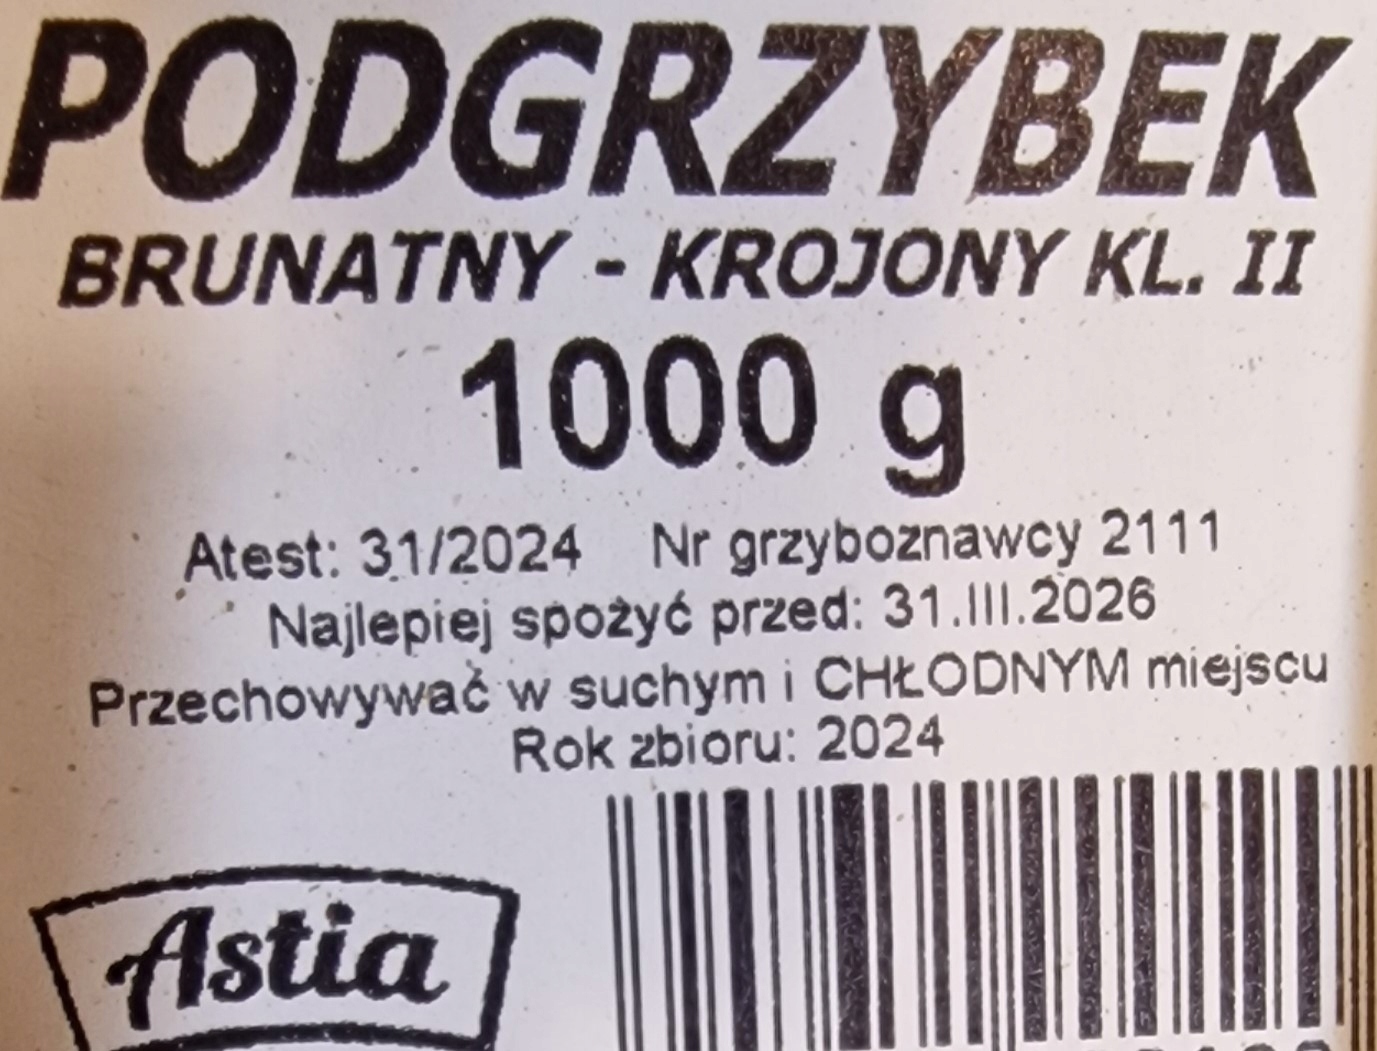 PODGRZYBEK
BRUNATNY - KROJONY KL. II
1000 g
Atest: 31/2024 Nr grzyboznawcy 2111
Najlepiej spożyć przed: 31.III.2026
Przechowywać w suchym i CHŁODNYM miejscu
Rok zbioru: 2024
Astia